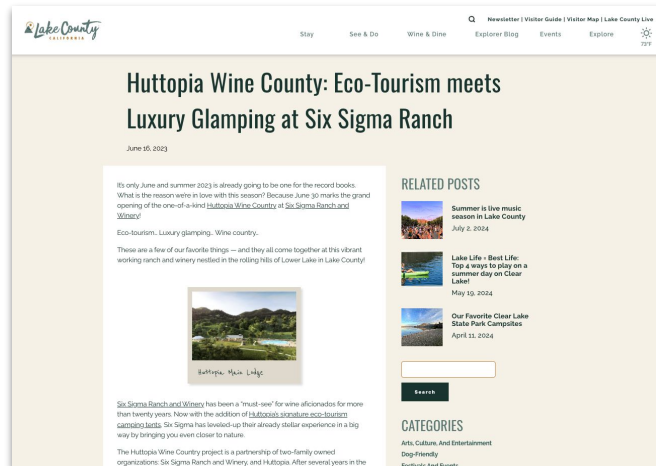 Lake County
CALIFORNIA
Newsletter | Visitor Guide | Visitor Map | Lake County Live
Stay See & Do Wine & Dine Explorer Blog Events Explore
73°F
Huttopia Wine County: Eco-Tourism meets
Luxury Glamping at Six Sigma Ranch
June 16, 2023
It's only June and summer 2023 is already going to be one for the record books.
What is the reason we're in love with this season? Because June 30 marks the grand
opening of the one-of-a-kind Huttopia Wine Country at Six Sigma Ranch and
Winery!
Eco-tourism… Luxury glamping… Wine country…
These are a few of our favorite things — and they all come together at this vibrant
working ranch and winery nestled in the rolling hills of Lower Lake in Lake County!
Huttopia Main Lodge
Six Sigma Ranch and Winery has been a "must-see" for wine aficionados for more
than twenty years. Now with the addition of Huttopia's signature eco-tourism
camping tents, Six Sigma has leveled-up their already stellar experience in a big
way by bringing you even closer to nature.
The Huttopia Wine Country project is a partnership of two-family owned
organizations: Six Sigma Ranch and Winery, and Huttopia. After several years in the
RELATED POSTS
Summer is live music
season in Lake County
July 2, 2024
Lake Life = Best Life:
Top 4 ways to play on a
summer day on Clear
Lake!
May 19, 2024
Our Favorite Clear Lake
State Park Campsites
April 11, 2024
Search
CATEGORIES
Arts, Culture, And Entertainment
Dog-Friendly
Festivals And Events